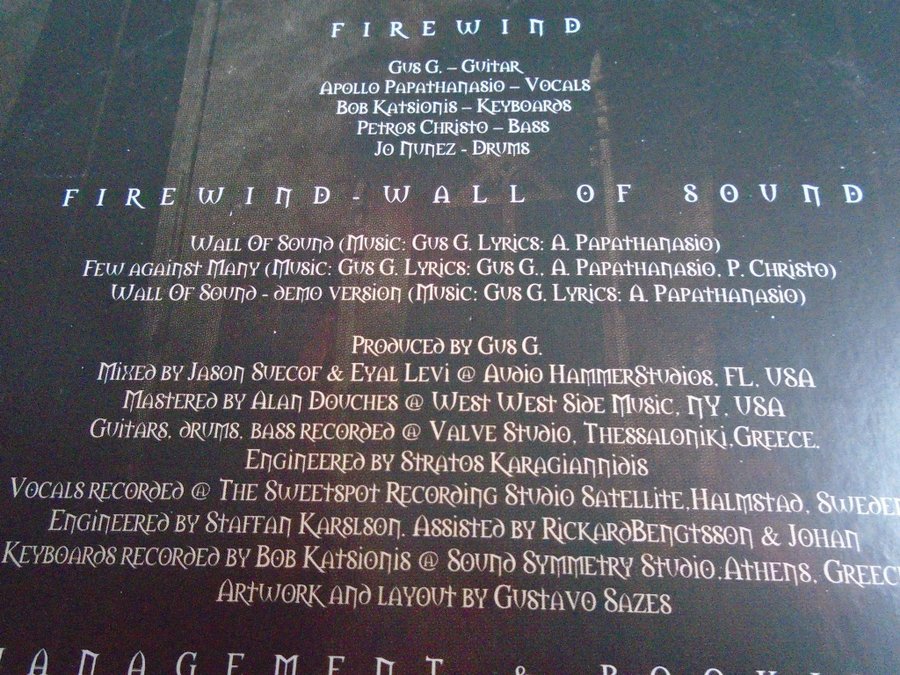 FIREWIND
Gus G. – Guitar
Apollo Papathanasio – Vocals
Bob Katsionis – Keyboards
Petros Christo – Bass
Jo Nunez - Drums
FIREWIND - WALL OF SOUND
Wall Of Sound (Music: Gus G. Lyrics: A. Papathanasio)
Few against Many (Music: Gus G. Lyrics: Gus G., A. Papathanasio, P. Christo)
Wall Of Sound - demo version (Music: Gus G. Lyrics: A. Papathanasio)
Produced by Gus G.
Mixed by Jason Suecof & Eyal Levi @ Audio HammerStudios, FL, USA
Mastered by Alan Douches @ West West Side Music, NY, USA
Guitars, drums, bass recorded @ Valve Studio, Thessaloniki,Greece.
Engineered by Stratos Karagiannidis
Vocals recorded @ The Sweetspot Recording Studio Satellite,Halmstad, Sweden
Engineered by Staffan Karslson, Assisted by RickardBengtsson & Johan
Keyboards recorded by Bob Katsionis @ Sound Symmetry Studio,Athens, Greec
Artwork and layout by Gustavo Sazes
ANAGEMENT &